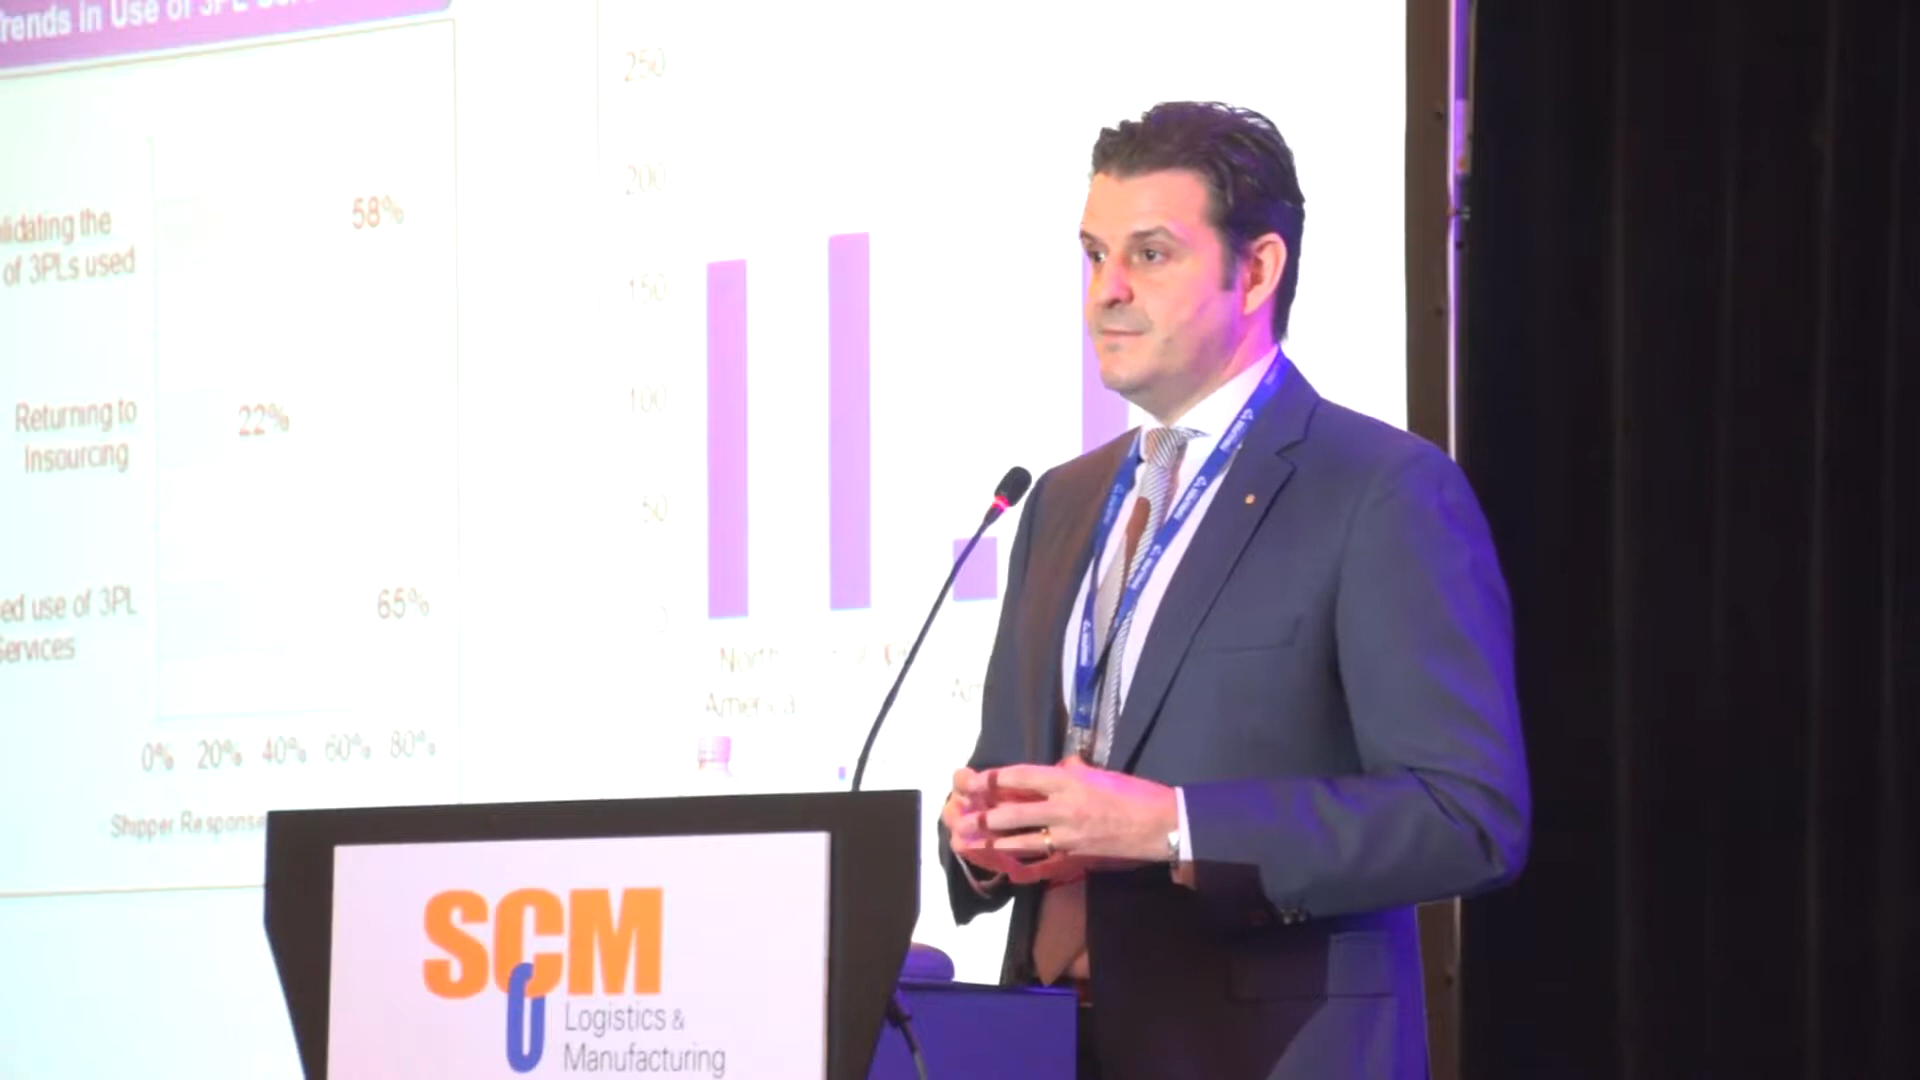 Trends in Use of 3PL
lidating the
of 3PLs used
58%
Returning to
Insourcing
22%
ed use of 3PL
Services
65%
0% 20% 40% 60% 80%
Shipper Response
250
200
150
100
50
0
North
America
SCM
Logistics &
Manufacturing